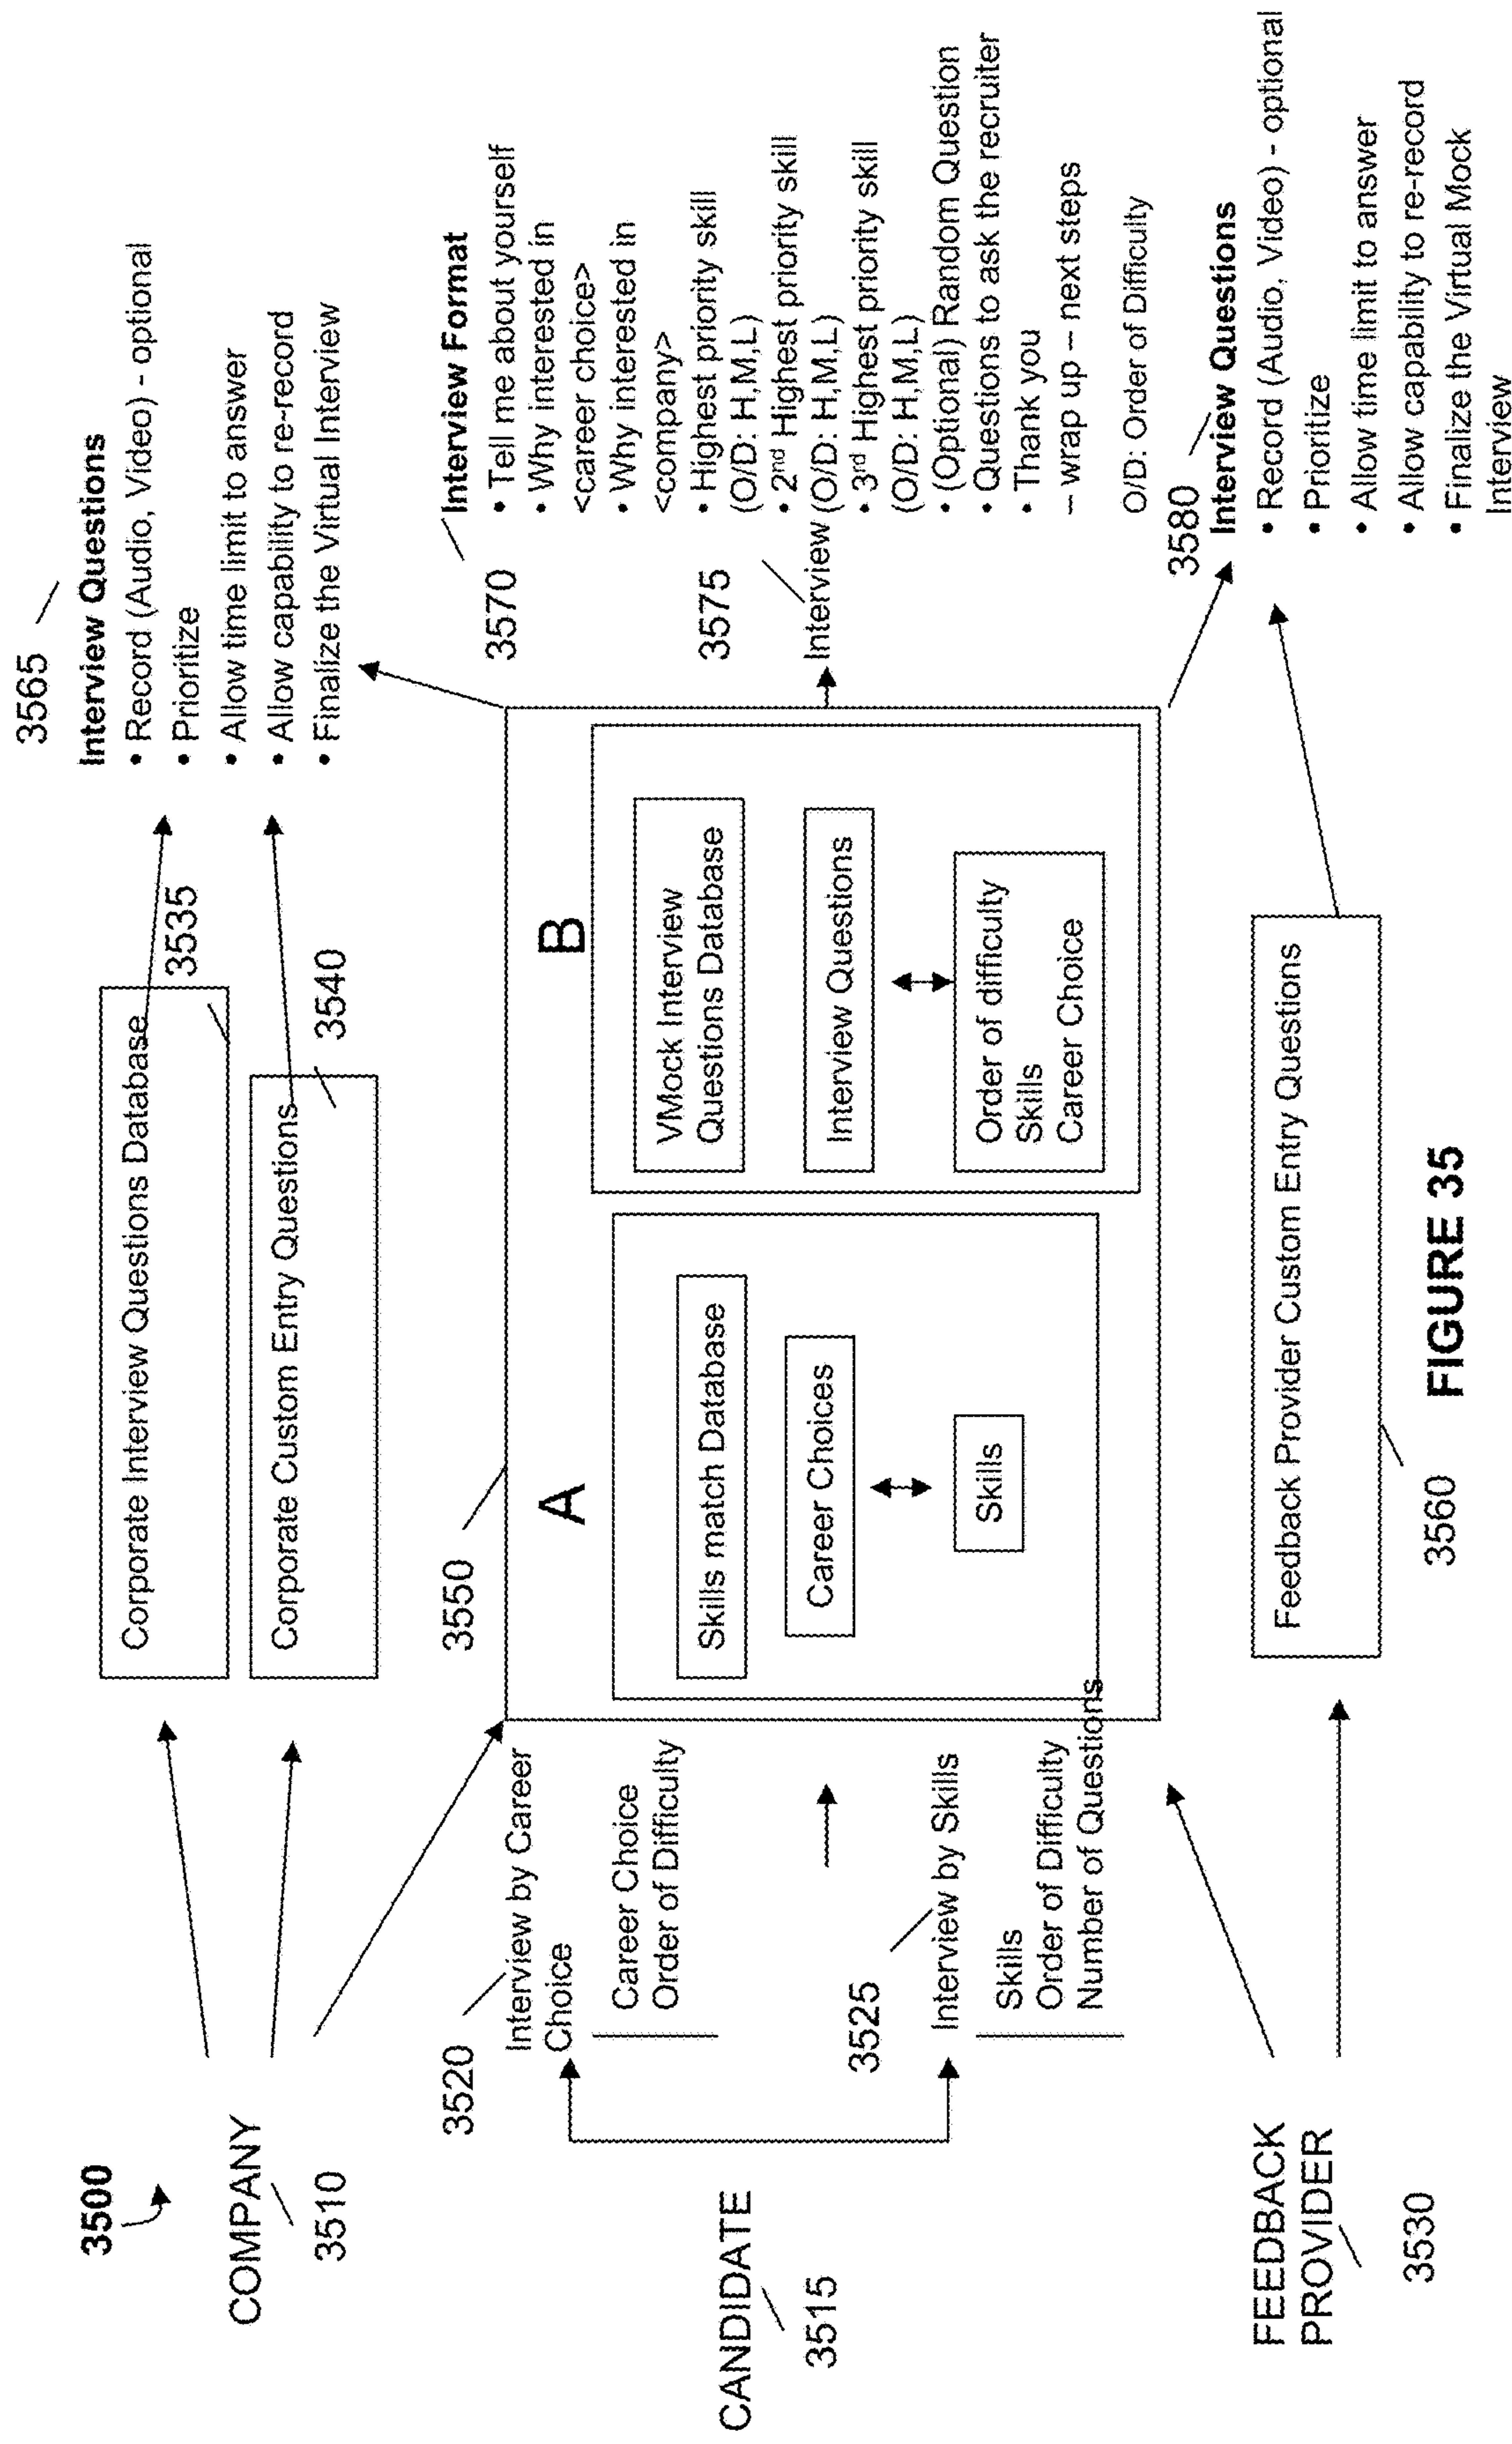 3500
COMPANY
3510
CANDIDATE
3515
FEEDBACK
PROVIDER
3530
3520
Interview by Career
Choice
Career Choice
Order of Difficulty
3525
Interview by Skills
Skills
Order of Difficulty
Number of Questions
Corporate Interview Questions Database
3535
Corporate Custom Entry Questions
3540
3550
A
Skills match Database
Career Choices
Skills
B
VMock Interview
Questions Database
Interview Questions
Order of difficulty
Skills
Career Choice
Feedback Provider Custom Entry Questions
3560
3565
Interview Questions
• Record (Audio, Video) - optional
• Prioritize
• Allow time limit to answer
• Allow capability to re-record
• Finalize the Virtual Interview
3570
Interview Format
• Tell me about yourself
• Why interested in
<career choice>
• Why interested in
<company>
• Highest priority skill
(O/D: H,M,L)
• 2nd Highest priority skill
(O/D: H,M,L)
• 3rd Highest priority skill
(O/D: H,M,L)
• (Optional) Random Question
• Questions to ask the recruiter
• Thank you
– wrap up – next steps
O/D: Order of Difficulty
3575
Interview
3580
Interview Questions
• Record (Audio, Video) - optional
• Prioritize
• Allow time limit to answer
• Allow capability to re-record
• Finalize the Virtual Mock
Interview
FIGURE 35